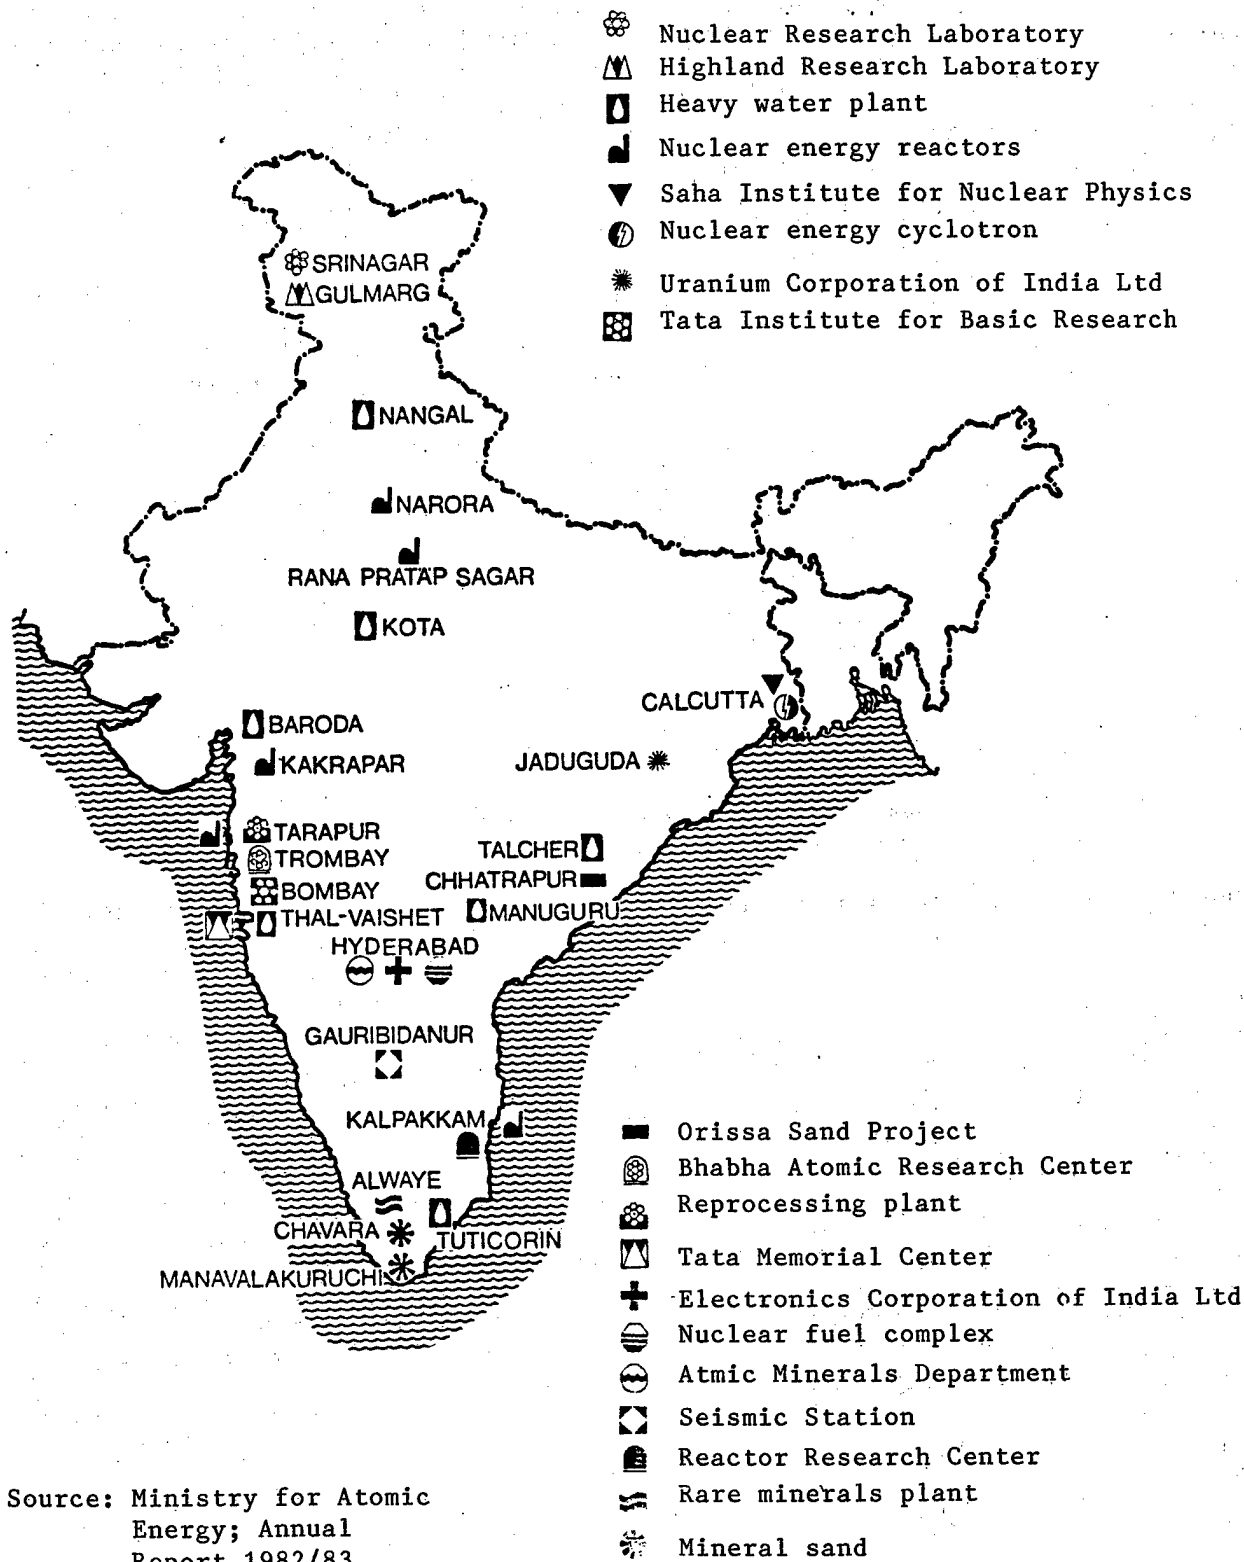 Nuclear Research Laboratory
Highland Research Laboratory
Heavy water plant
Nuclear energy reactors
Saha Institute for Nuclear Physics
Nuclear energy cyclotron
Uranium Corporation of India Ltd
Tata Institute for Basic Research
SRINAGAR
GULMARG
NANGAL
NARORA
RANA PRATAP SAGAR
KOTA
CALCUTTA
BARODA
KAKRAPAR
JADUGUDA
TARAPUR
TALCHER
TROMBAY
CHHATRAPUR
BOMBAY
THAL-VAISHET
MANUGURU
HYDERABAD
GAURIBIDANUR
KALPAKKAM
ALWAYE
CHAVARA
TUTICORIN
MANAVALAKURUCHI
Orissa Sand Project
Bhabha Atomic Research Center
Reprocessing plant
Tata Memorial Center
Electronics Corporation of India Ltd
Nuclear fuel complex
Atmic Minerals Department
Seismic Station
Reactor Research Center
Rare minerals plant
Mineral sand
Source: Ministry for Atomic
Energy; Annual
Report 1982/83